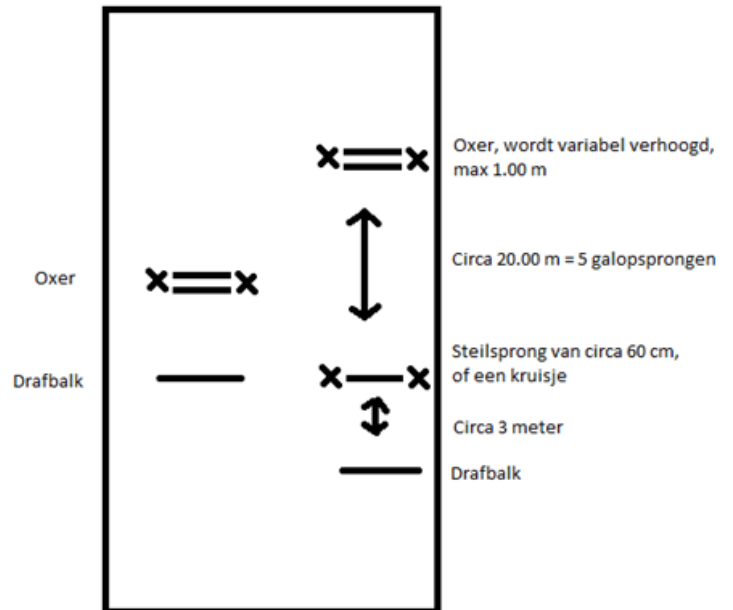 Oxer, wordt variabel verhoogd,
max 1.00 m
Circa 20.00 m = 5 galopsprongen
Oxer
Steilsprong van circa 60 cm,
of een kruisje
Drafbalk
Circa 3 meter
Drafbalk